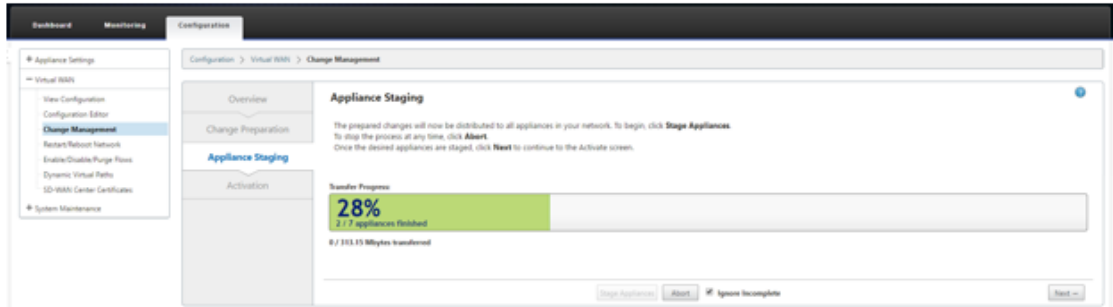 Dashboard Monitoring Configuration
+ Appliance Settings
− Virtual WAN
View Configuration
Configuration Editor
Change Management
Restart/Reboot Network
Enable/Disable/Purge Flows
Dynamic Virtual Paths
SD-WAN Center Certificates
+ System Maintenance
Configuration > Virtual WAN > Change Management
Overview
Change Preparation
Appliance Staging
Activation
Appliance Staging
?
The prepared changes will now be distributed to all appliances in your network. To begin, click Stage Appliances.
To stop the process at any time, click Abort.
Once the desired appliances are staged, click Next to continue to the Activate screen.
Transfer Progress
28%
2 / 7 appliances finished
0 / 313.15 Mbytes transferred
Stage Appliances Abort Ignore Incomplete Next →